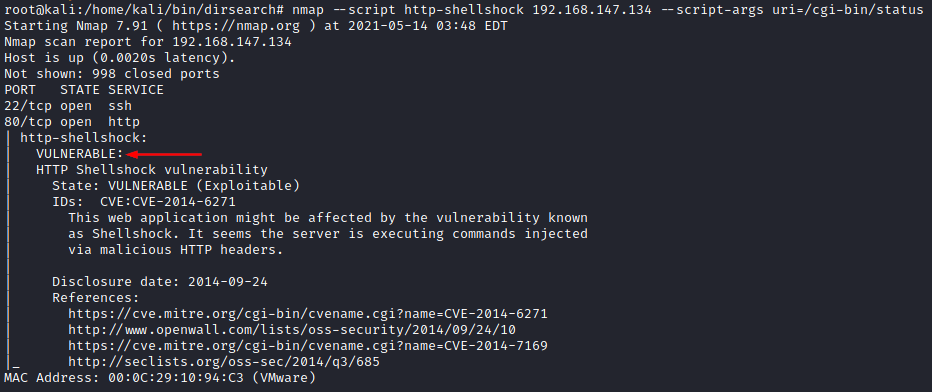 root@kali:/home/kali/bin/dirsearch# nmap --script http-shellshock 192.168.147.134 --script-args uri=/cgi-bin/status
Starting Nmap 7.91 ( https://nmap.org ) at 2021-05-14 03:48 EDT
Nmap scan report for 192.168.147.134
Host is up (0.0020s latency).
Not shown: 998 closed ports
PORT   STATE SERVICE
22/tcp open  ssh
80/tcp open  http
| http-shellshock:
|   VULNERABLE:
|   HTTP Shellshock vulnerability
|     State: VULNERABLE (Exploitable)
|     IDs:  CVE:CVE-2014-6271
|       This web application might be affected by the vulnerability known
|       as Shellshock. It seems the server is executing commands injected
|       via malicious HTTP headers.
|
|     Disclosure date: 2014-09-24
|     References:
|       https://cve.mitre.org/cgi-bin/cvename.cgi?name=CVE-2014-6271
|       http://www.openwall.com/lists/oss-security/2014/09/24/10
|       https://cve.mitre.org/cgi-bin/cvename.cgi?name=CVE-2014-7169
|_      http://seclists.org/oss-sec/2014/q3/685
MAC Address: 00:0C:29:10:94:C3 (VMware)